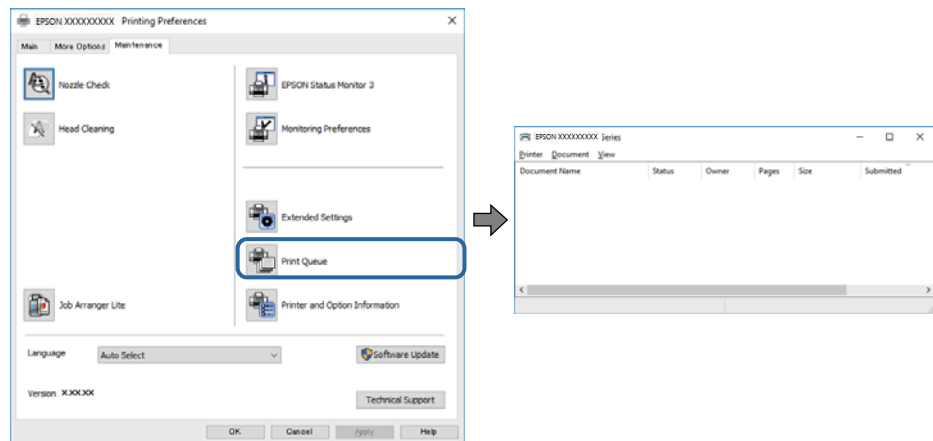 EPSON XXXXXXXXX Printing Preferences
Main More Options Maintenance
Nozzle Check
EPSON Status Monitor 3
Head Cleaning
Monitoring Preferences
Extended Settings
Print Queue
Job Arranger Lite
Printer and Option Information
Language Auto Select Software Update
Version X.XX.XX
Technical Support
OK Cancel Apply Help
EPSON XXXXXXXXX Series
Printer Document View
Document Name Status Owner Pages Size Submitted